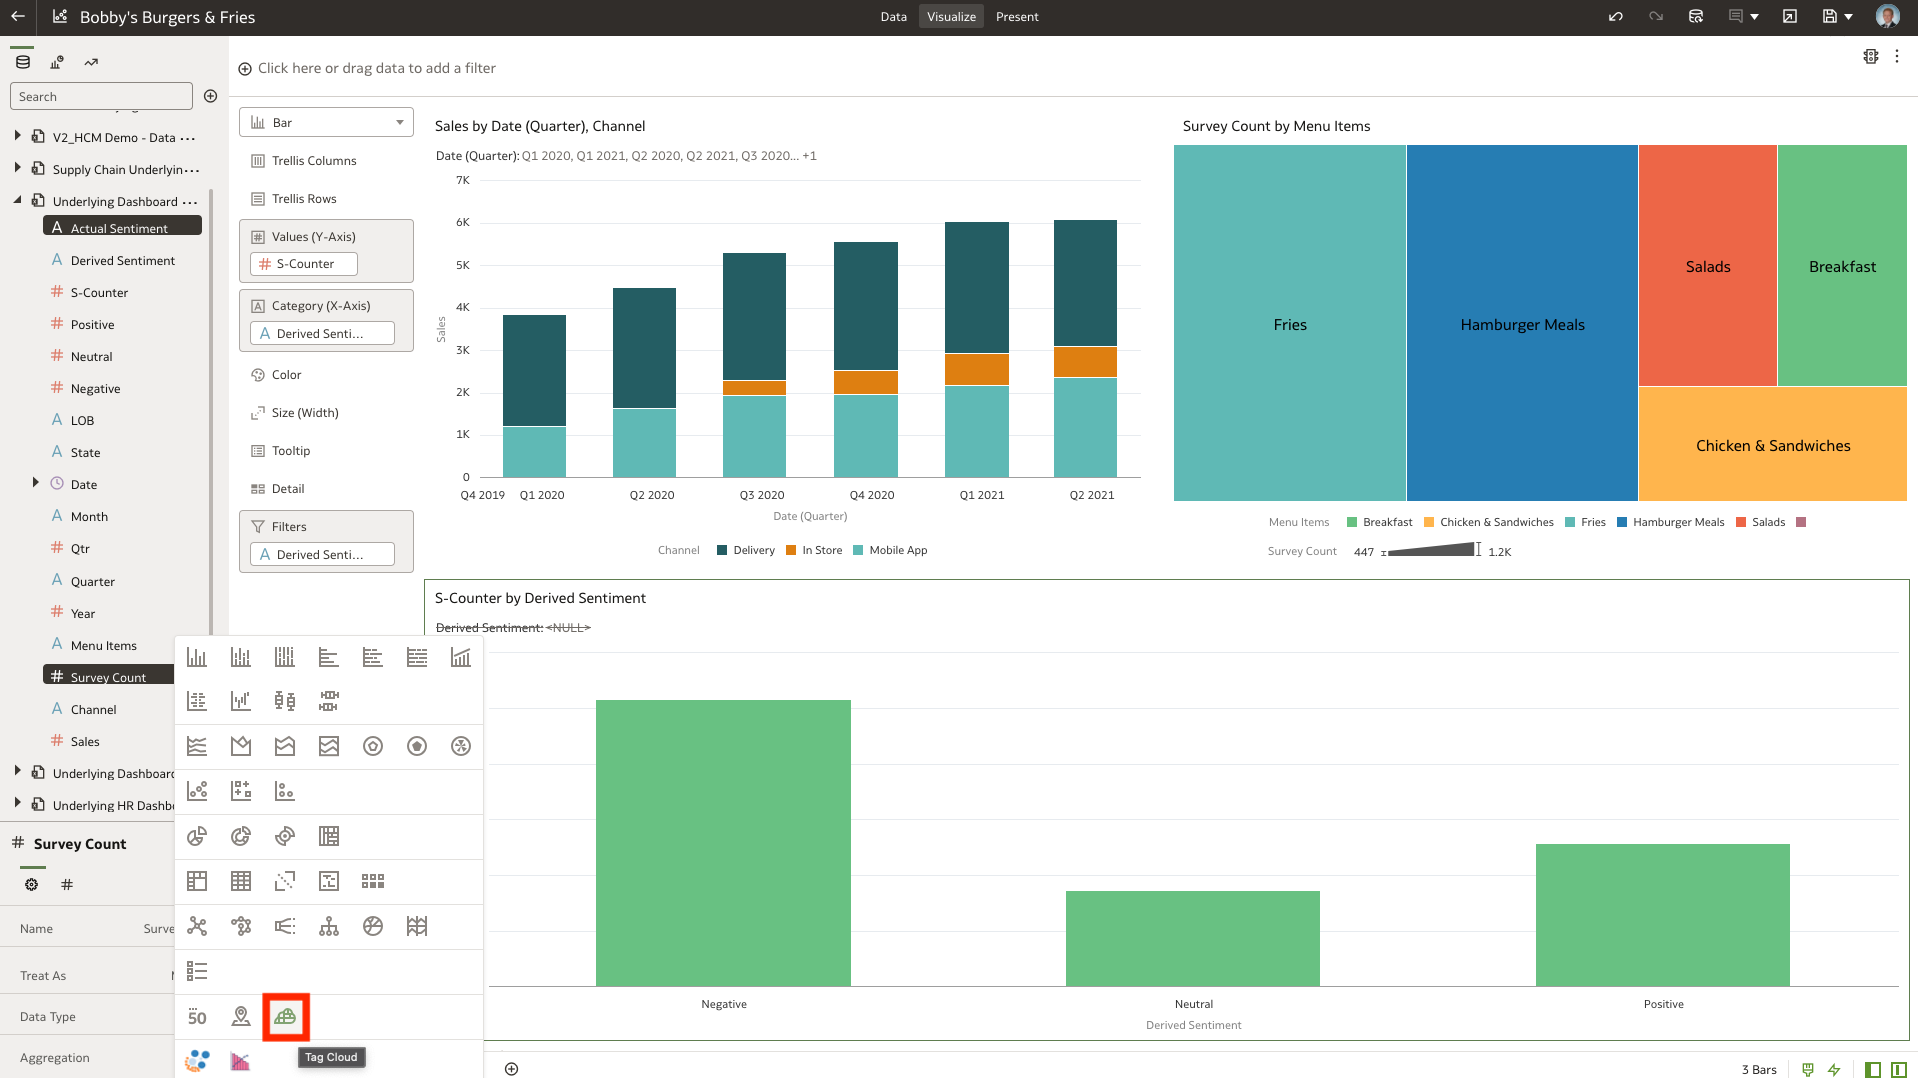 Bobby's Burgers & Fries
Data
Visualize
Present
Search
Click here or drag data to add a filter
V2_HCM Demo - Data ...
Supply Chain Underlyin...
Underlying Dashboard ...
Actual Sentiment
Derived Sentiment
S-Counter
Positive
Neutral
Negative
LOB
State
Date
Month
Qtr
Quarter
Year
Menu Items
Survey Count
Channel
Sales
Underlying Dashboard
Underlying HR Dashbo
Survey Count
Name
Surve
Treat As
Data Type
Aggregation
Bar
Trellis Columns
Trellis Rows
Values (Y-Axis)
S-Counter
Category (X-Axis)
Derived Senti...
Color
Size (Width)
Tooltip
Detail
Filters
Derived Senti...
50
Tag Cloud
Sales by Date (Quarter), Channel
Date (Quarter): Q1 2020, Q1 2021, Q2 2020, Q2 2021, Q3 2020... +1
7K
6K
5K
4K
3K
2K
1K
0
Sales
Q4 2019 Q1 2020 Q2 2020 Q3 2020 Q4 2020 Q1 2021 Q2 2021
Date (Quarter)
Channel Delivery In Store Mobile App
Survey Count by Menu Items
Fries
Hamburger Meals
Salads
Breakfast
Chicken & Sandwiches
Menu Items Breakfast Chicken & Sandwiches Fries Hamburger Meals Salads
Survey Count 447 1.2K
S-Counter by Derived Sentiment
Derived Sentiment: <NULL>
Negative Neutral Positive
Derived Sentiment
3 Bars